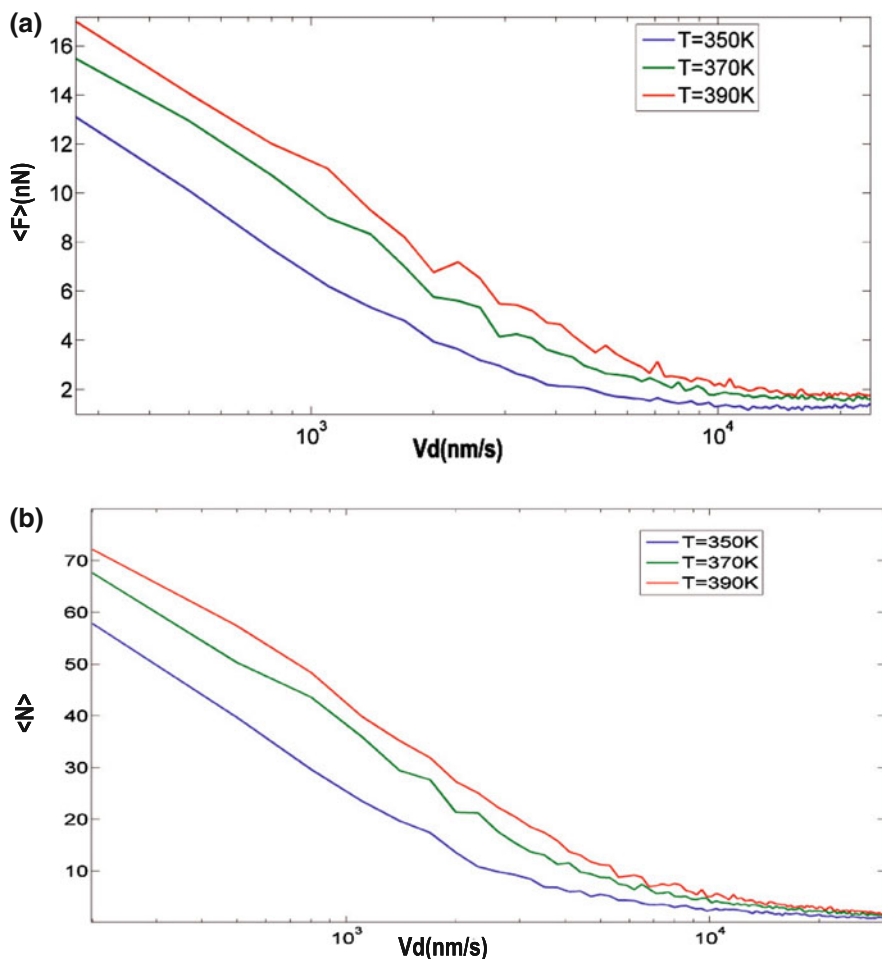 (a)
T=350K
T=370K
T=390K
16
14
12
10
8
6
4
2
<F>(nN)
10³
10⁴
Vd(nm/s)
(b)
T=350K
T=370K
T=390K
70
60
50
40
30
20
10
<N>
10³
10⁴
Vd(nm/s)